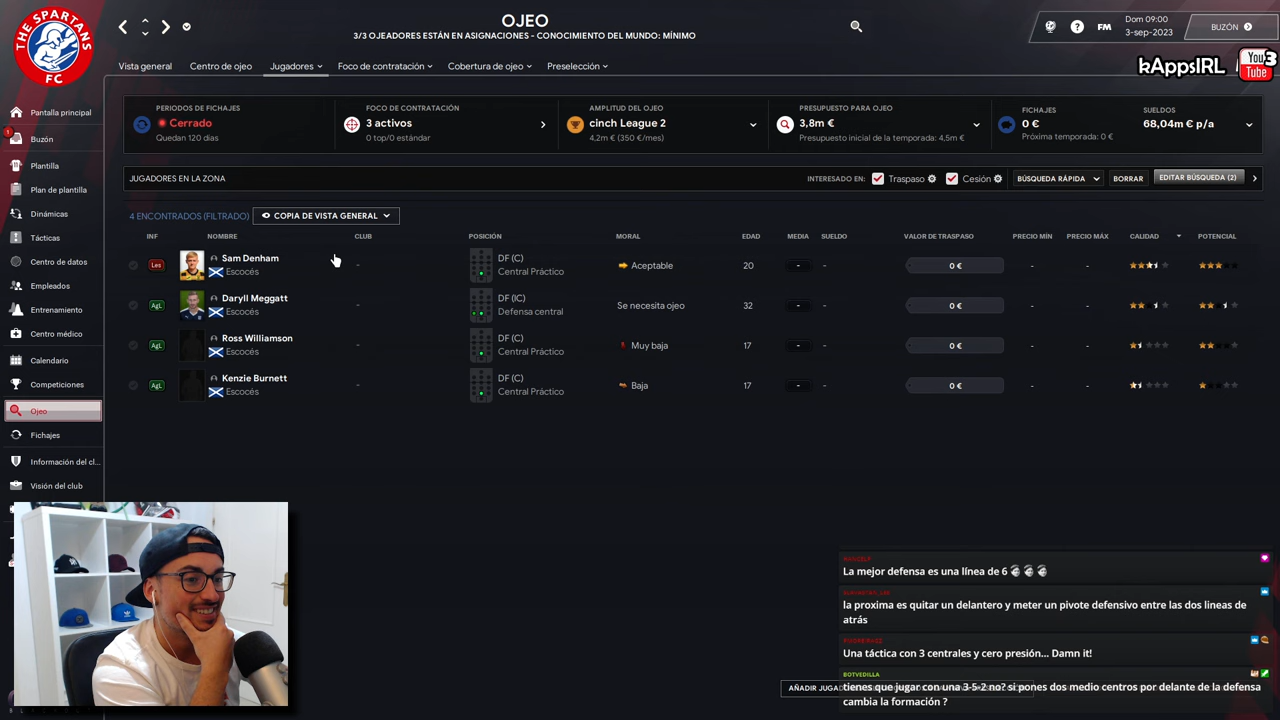 THE SPARTANS
FC
OJEO
3/3 OJEADORES ESTÁN EN ASIGNACIONES - CONOCIMIENTO DEL MUNDO: MÍNIMO
FM
Dom 09:00
3-sep-2023
BUZÓN
kAppsIRL
You Tube
3
Vista general
Centro de ojeo
Jugadores
Foco de contratación
Cobertura de ojeo
Preselección
Pantalla principal
1
Buzón
Plantilla
Plan de plantilla
Dinámicas
Tácticas
Centro de datos
Empleados
Entrenamiento
Centro médico
Calendario
Competiciones
Ojeo
Fichajes
Información del cl...
Visión del club
PERIODOS DE FICHAJES
Cerrado
Quedan 120 días
FOCO DE CONTRATACIÓN
3 activos
0 top/0 estándar
AMPLITUD DEL OJEO
cinch League 2
4,2m € (350 €/mes)
PRESUPUESTO PARA OJEO
3,8m €
Presupuesto inicial de la temporada: 4,5m €
FICHAJES
0 €
Próxima temporada: 0 €
SUELDOS
68,04m € p/a
JUGADORES EN LA ZONA
INTERESADO EN:
Traspaso
Cesión
BÚSQUEDA RÁPIDA
BORRAR
EDITAR BÚSQUEDA (2)
4 ENCONTRADOS (FILTRADO)
COPIA DE VISTA GENERAL
INF NOMBRE CLUB POSICIÓN MORAL EDAD MEDIA SUELDO VALOR DE TRASPASO PRECIO MÍN PRECIO MÁX CALIDAD POTENCIAL
Les Sam Denham - DF (C) Aceptable 20 - - 0 € - -
Escocés Central Práctico
AgL Daryll Meggatt - DF (IC) Se necesita ojeo 32 - - 0 € - -
Escocés Defensa central
AgL Ross Williamson - DF (C) Muy baja 17 - - 0 € - -
Escocés Central Práctico
AgL Kenzie Burnett - DF (C) Baja 17 - - 0 € - -
Escocés Central Práctico
La mejor defensa es una línea de 6
la proxima es quitar un delantero y meter un pivote defensivo entre las dos lineas de
atrás
Una táctica con 3 centrales y cero presión... Damn it!
BOTVEDILLA
AÑADIR JUGAD
tienes que jugar con una 3-5-2 no? si pones dos medio centros por delante de la defensa
cambia la formación ?